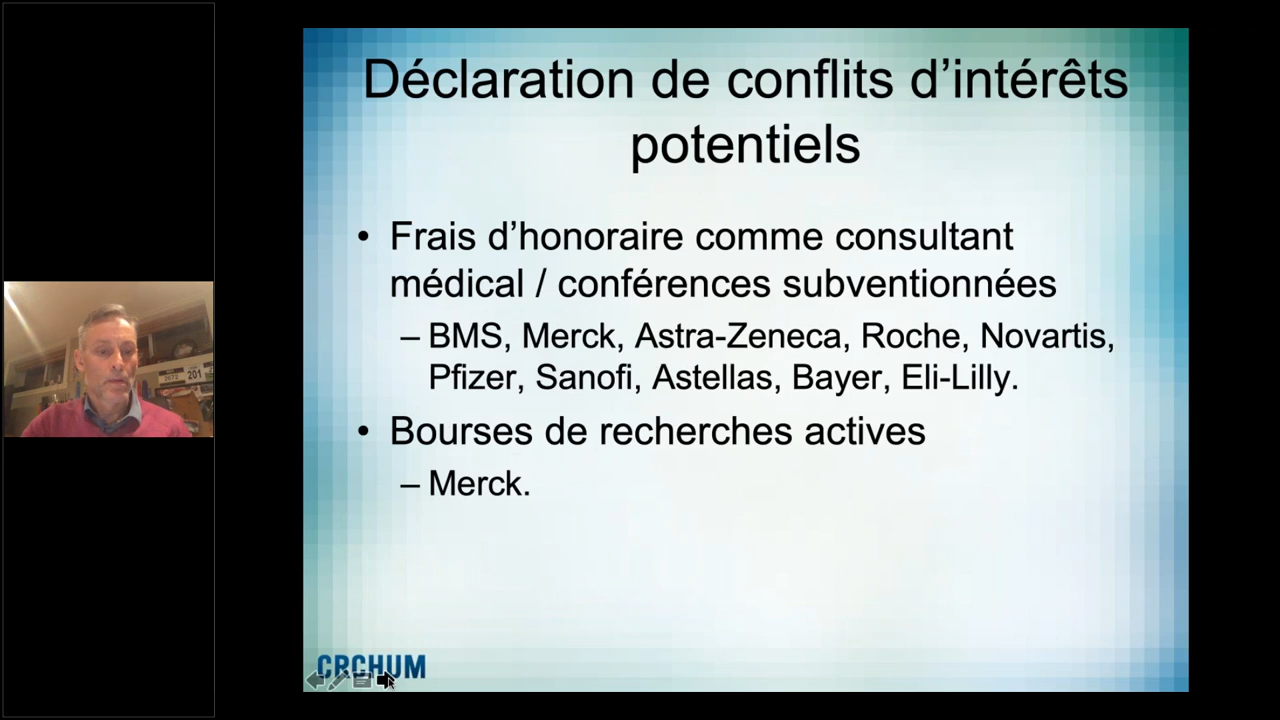 Déclaration de conflits d’intérêts
potentiels
• Frais d’honoraire comme consultant
médical / conférences subventionnées
– BMS, Merck, Astra-Zeneca, Roche, Novartis,
Pfizer, Sanofi, Astellas, Bayer, Eli-Lilly.
• Bourses de recherches actives
– Merck.
CRCHUM
201